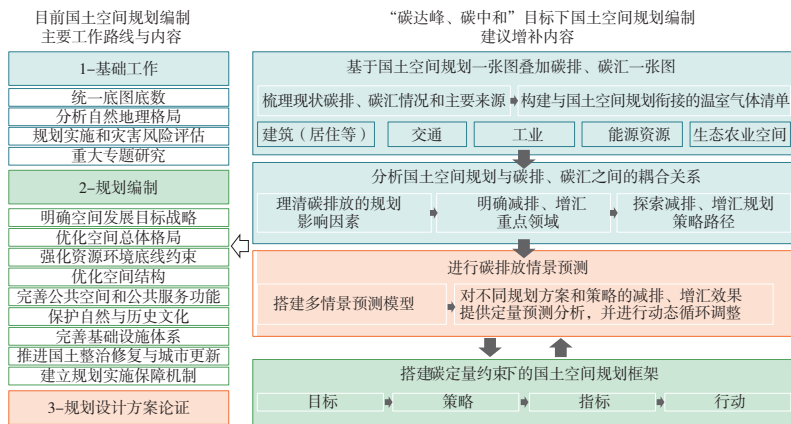 目前国土空间规划编制
主要工作路线与内容
1-基础工作
统一底图底数
分析自然地理格局
规划实施和灾害风险评估
重大专题研究
2-规划编制
明确空间发展目标战略
优化空间总体格局
强化资源环境底线约束
优化空间结构
完善公共空间和公共服务功能
保护自然与历史文化
完善基础设施体系
推进国土整治修复与城市更新
建立规划实施保障机制
3-规划设计方案论证
“碳达峰、碳中和”目标下国土空间规划编制
建议增补内容
基于国土空间规划一张图叠加碳排、碳汇一张图
梳理现状碳排、碳汇情况和主要来源
构建与国土空间规划衔接的温室气体清单
建筑（居住等）
交通
工业
能源资源
生态农业空间
分析国土空间规划与碳排、碳汇之间的耦合关系
理清碳排放的规划
影响因素
明确减排、增汇
重点领域
探索减排、增汇规划
策略路径
进行碳排放情景预测
搭建多情景预测模型
对不同规划方案和策略的减排、增汇效果
提供定量预测分析，并进行动态循环调整
搭建碳定量约束下的国土空间规划框架
目标
策略
指标
行动